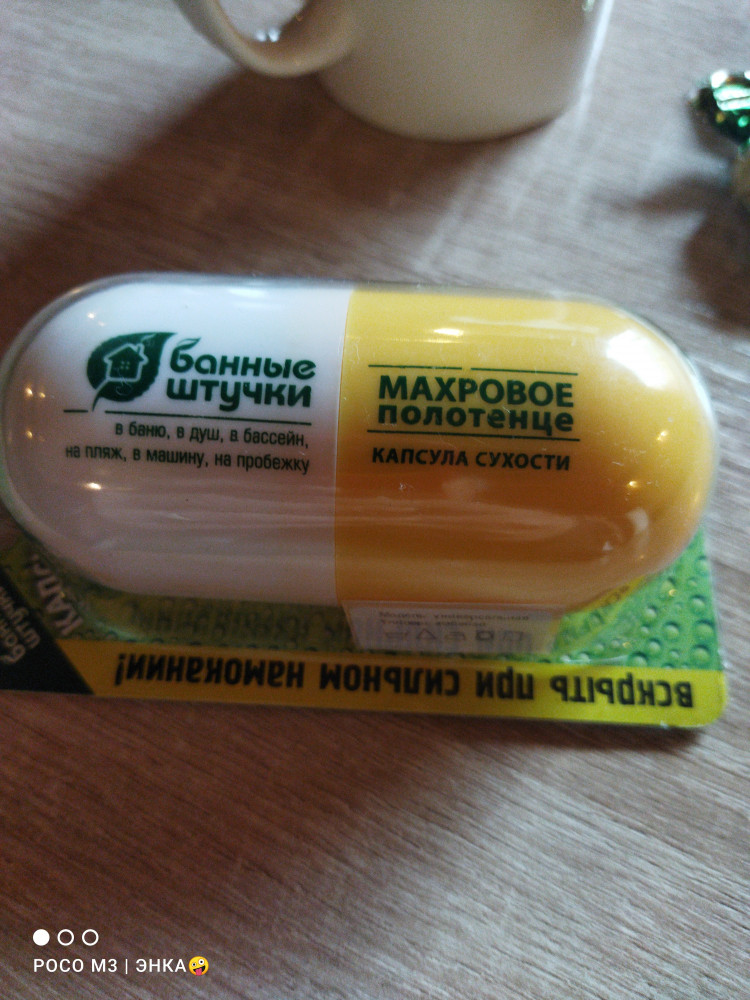 банные
штучки
в баню, в душ, в бассейн,
на пляж, в машину, на пробежку
МАХРОВОЕ
полотенце
КАПСУЛА СУХОСТИ
вскрыть при сильном намокании!
POCO M3 | ЭНКА🤪